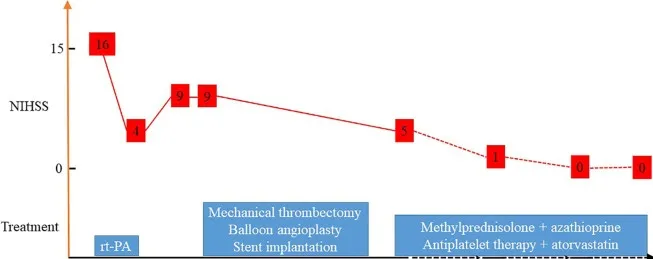 15
NIHSS
0
16
4
9
9
5
1
0
0
Treatment
rt-PA
Mechanical thrombectomy
Balloon angioplasty
Stent implantation
Methylprednisolone + azathioprine
Antiplatelet therapy + atorvastatin